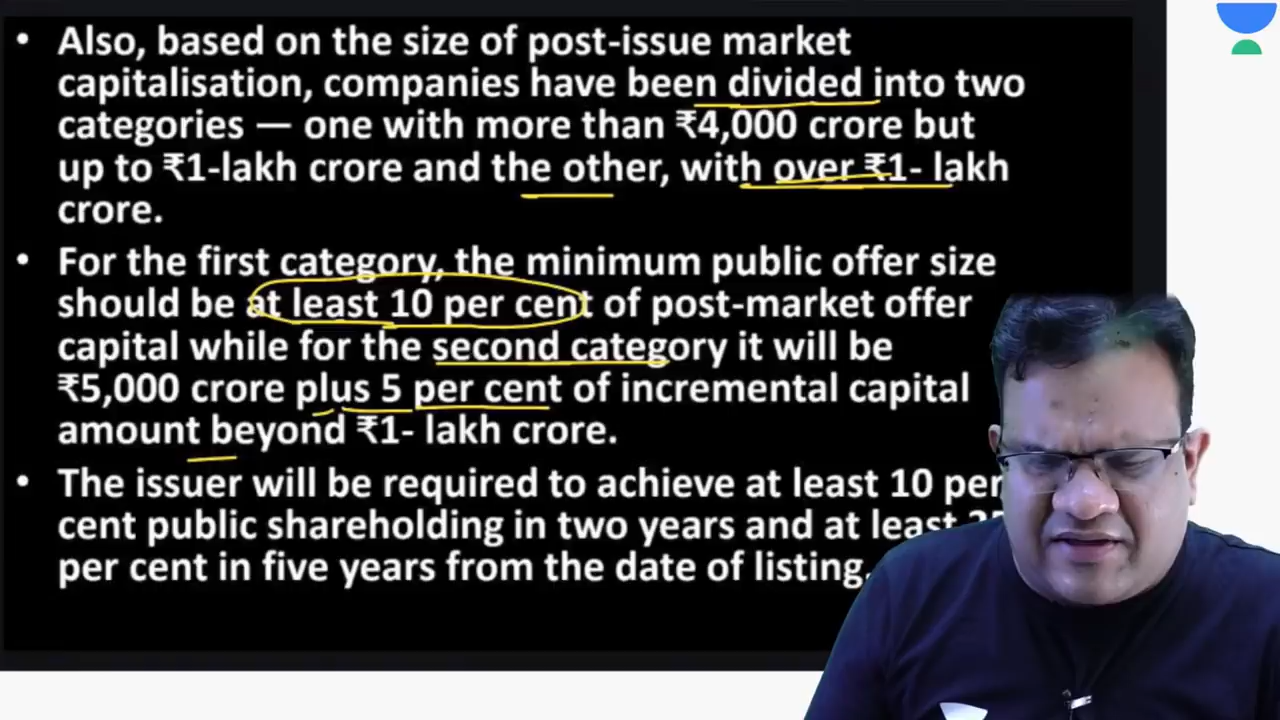 • Also, based on the size of post-issue market
capitalisation, companies have been divided into two
categories — one with more than ₹4,000 crore but
up to ₹1-lakh crore and the other, with over ₹1- lakh
crore.
• For the first category, the minimum public offer size
should be at least 10 per cent of post-market offer
capital while for the second category it will be
₹5,000 crore plus 5 per cent of incremental capital
amount beyond ₹1- lakh crore.
• The issuer will be required to achieve at least 10 per
cent public shareholding in two years and at least
per cent in five years from the date of listing.